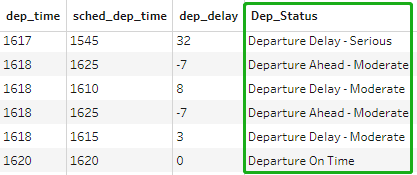 dep_time sched_dep_time dep_delay Dep_Status
1617 1545 32 Departure Delay - Serious
1618 1625 -7 Departure Ahead - Moderate
1618 1610 8 Departure Delay - Moderate
1618 1625 -7 Departure Ahead - Moderate
1618 1615 3 Departure Delay - Moderate
1620 1620 0 Departure On Time